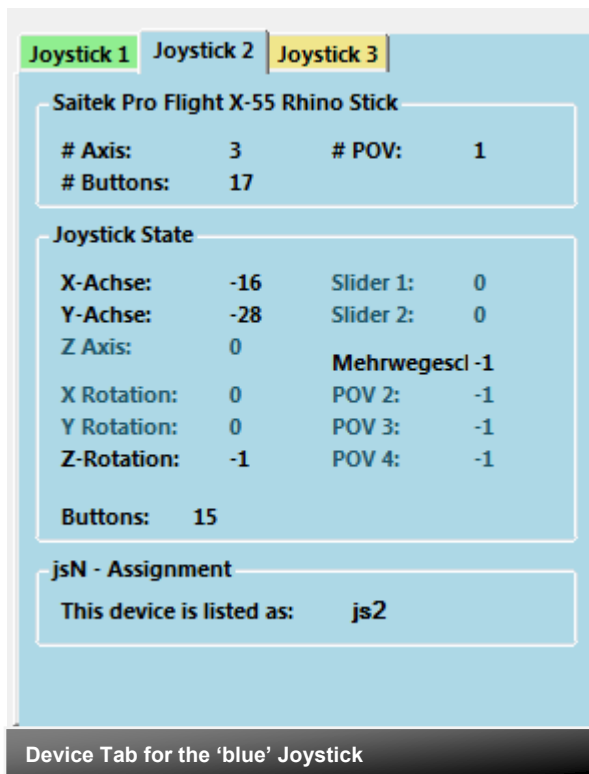 Joystick 1 Joystick 2 Joystick 3
Saitek Pro Flight X-55 Rhino Stick
# Axis: 3 # POV: 1
# Buttons: 17
Joystick State
X-Achse: -16 Slider 1: 0
Y-Achse: -28 Slider 2: 0
Z Axis: 0
Mehrwegescl -1
X Rotation: 0 POV 2: -1
Y Rotation: 0 POV 3: -1
Z-Rotation: -1 POV 4: -1
Buttons: 15
jsN - Assignment
This device is listed as: js2
Device Tab for the ‘blue’ Joystick